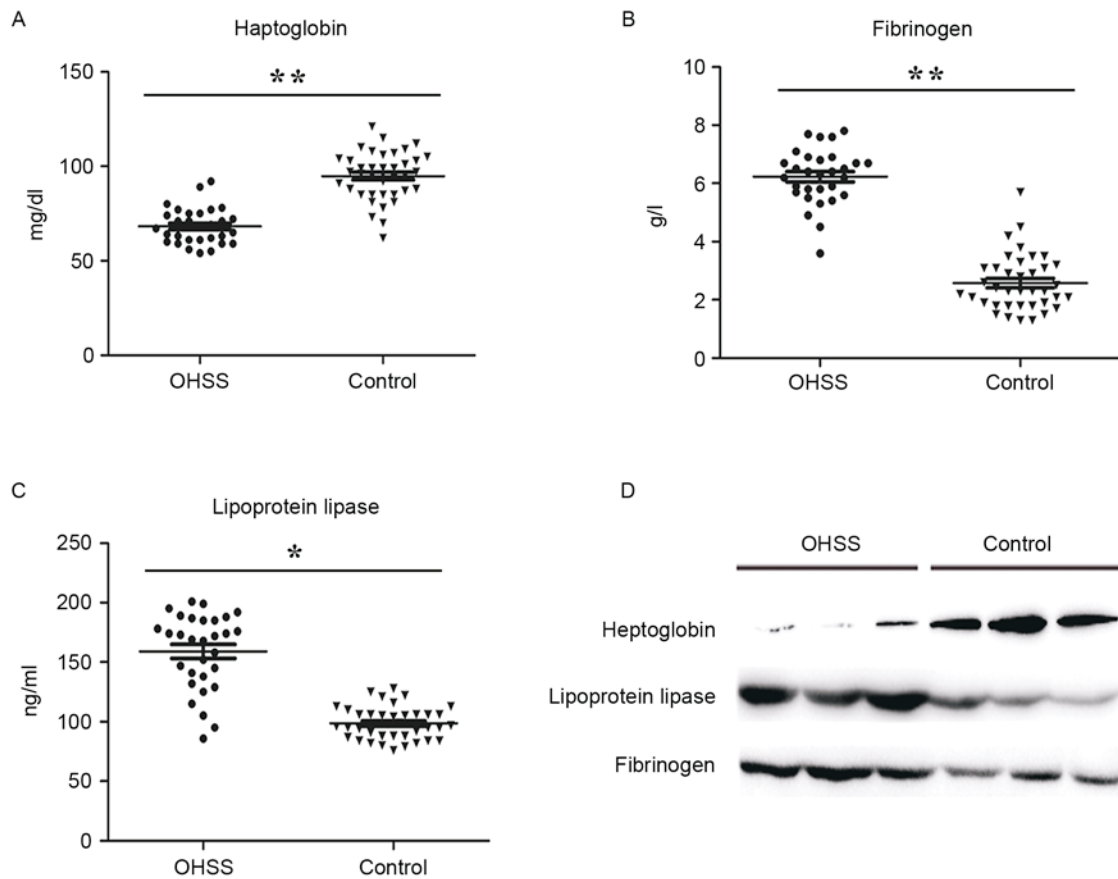 A
Haptoglobin
**
mg/dl
150
100
50
0
OHSS Control
B
Fibrinogen
**
g/l
10
8
6
4
2
0
OHSS Control
C
Lipoprotein lipase
*
ng/ml
250
200
150
100
50
0
OHSS Control
D
OHSS Control
Heptoglobin
Lipoprotein lipase
Fibrinogen